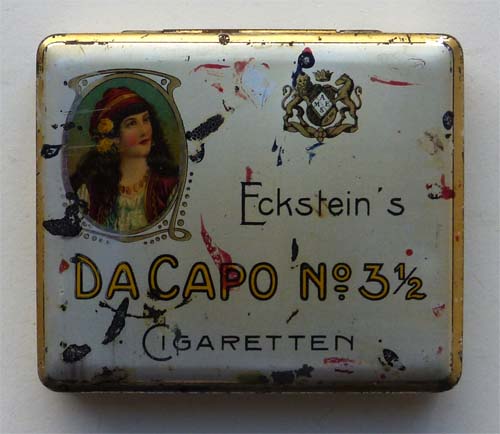 Eckstein's
DA CAPO No 3½
CIGARETTEN